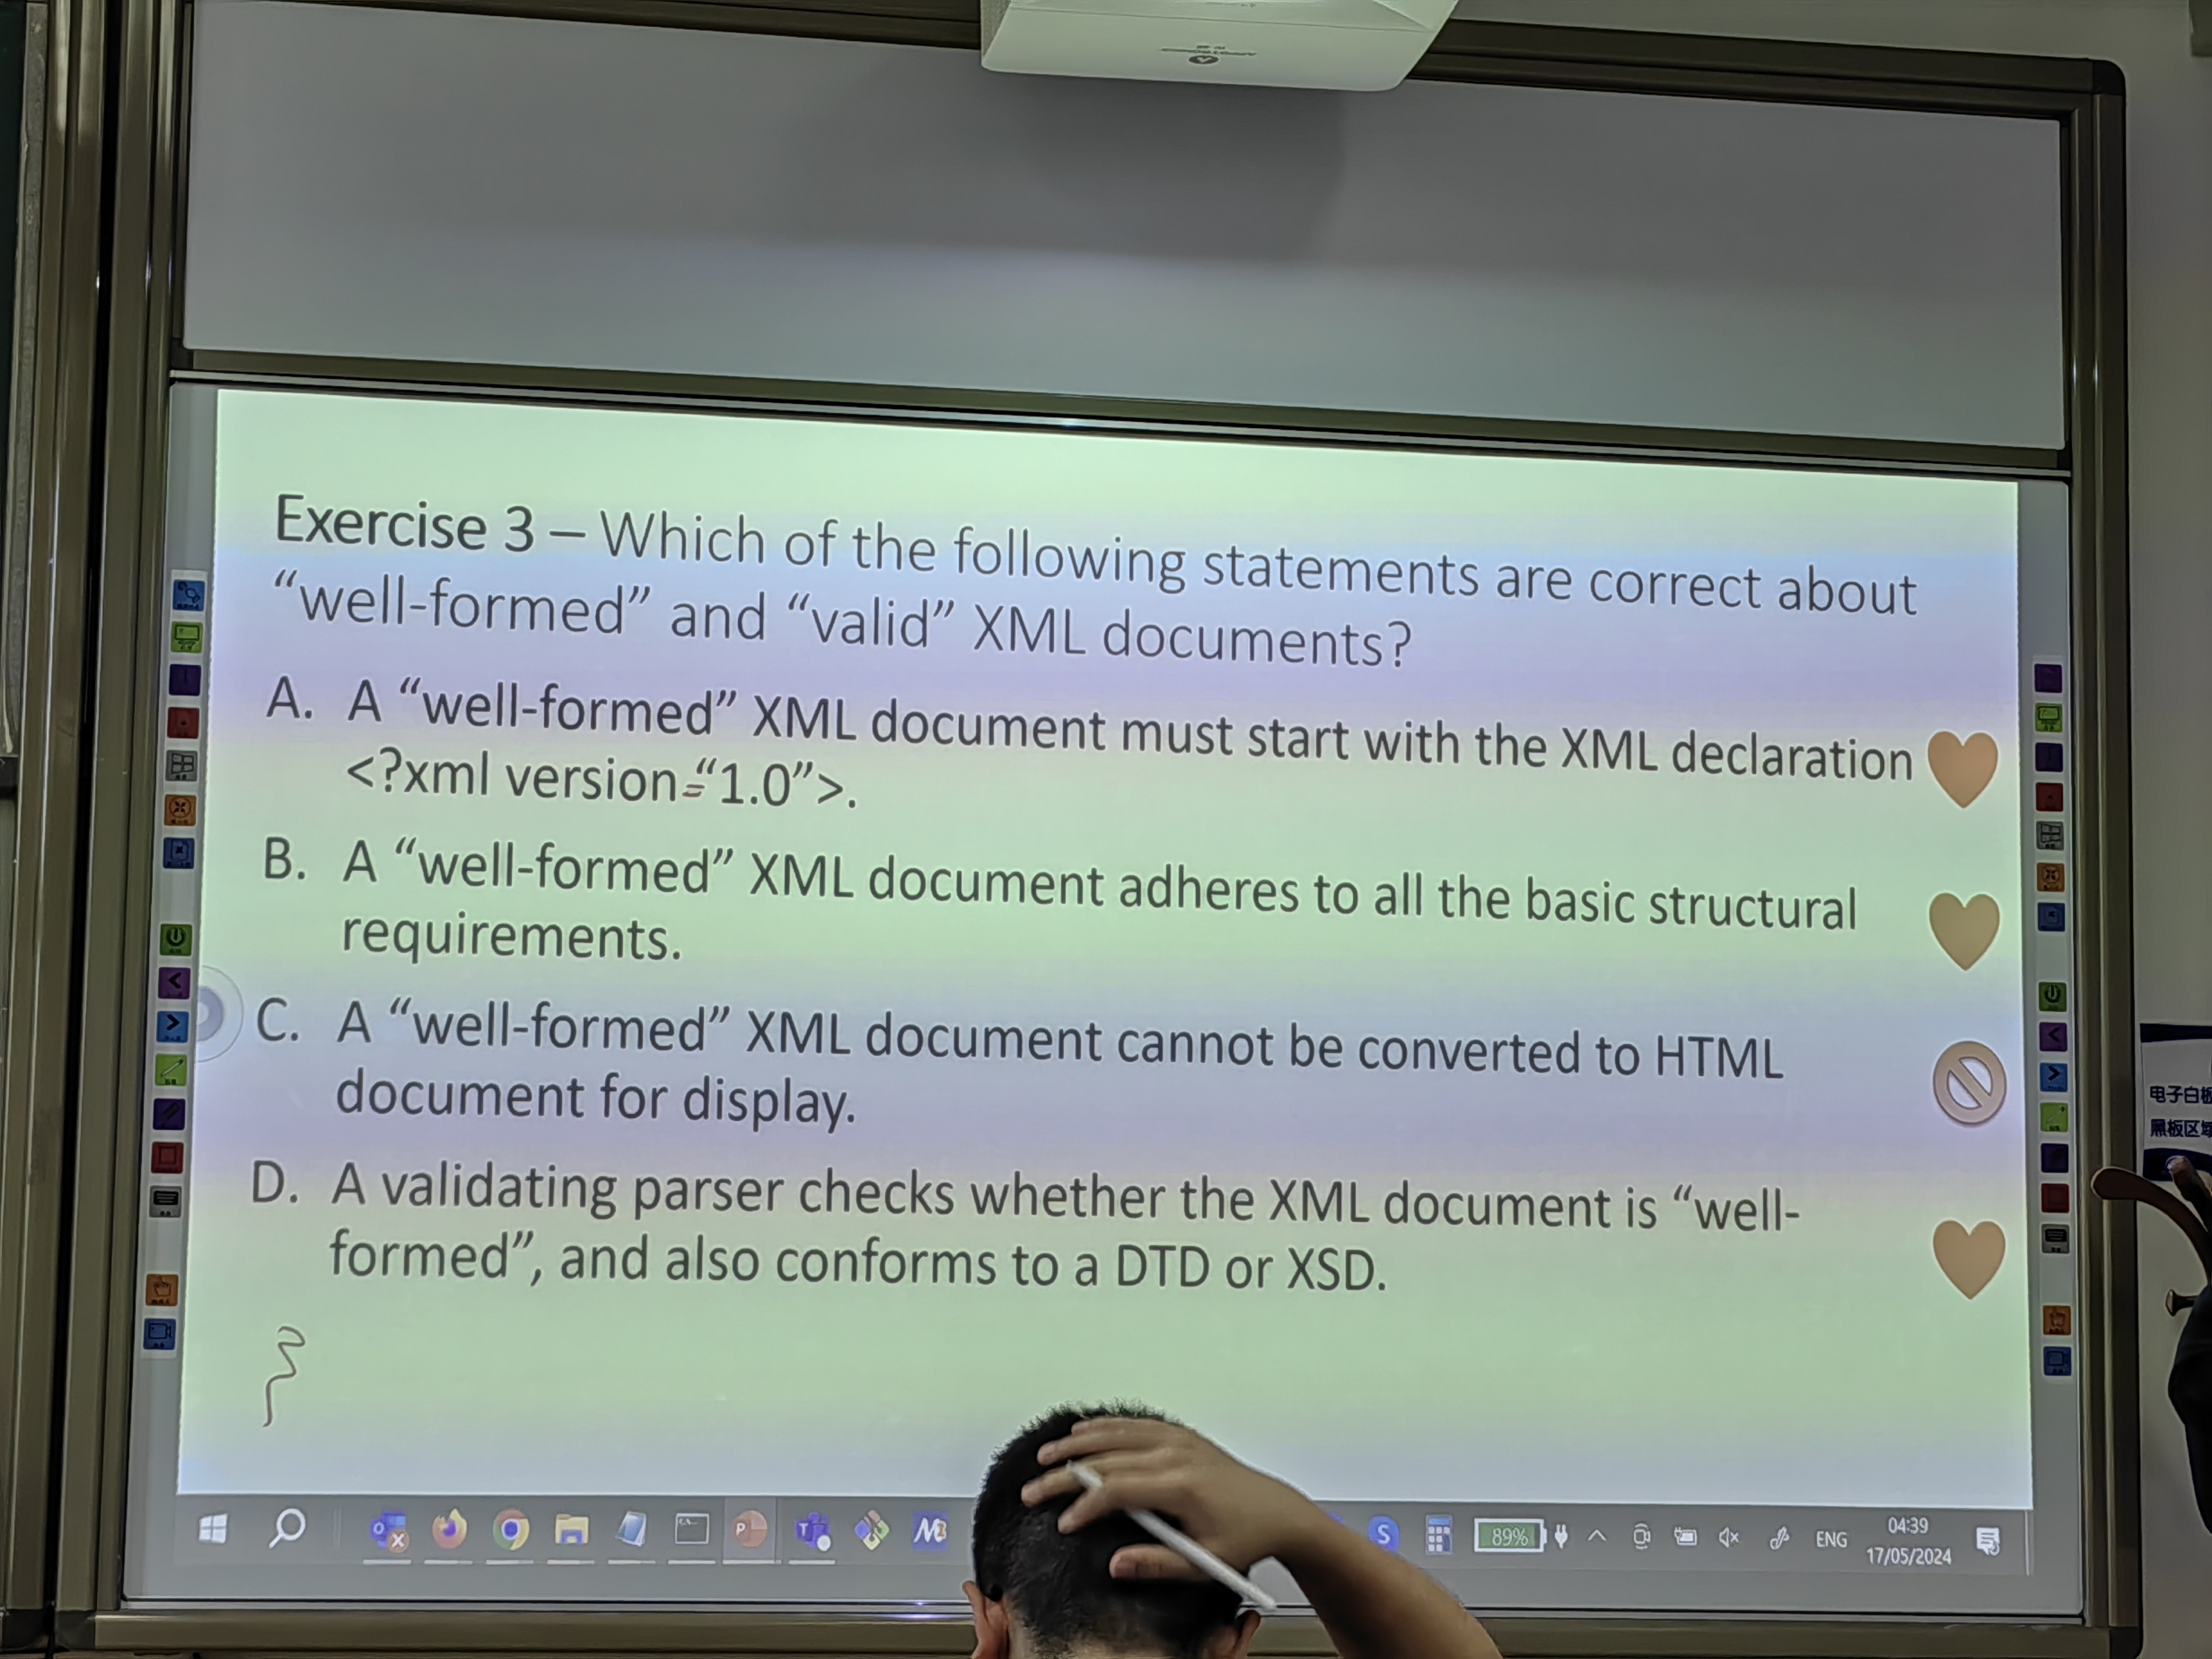 Exercise 3 – Which of the following statements are correct about
“well-formed” and “valid” XML documents?
A. A “well-formed” XML document must start with the XML declaration
<?xml version=“1.0”>.
B. A “well-formed” XML document adheres to all the basic structural
requirements.
C. A “well-formed” XML document cannot be converted to HTML
document for display.
D. A validating parser checks whether the XML document is “well-
formed”, and also conforms to a DTD or XSD.
89%
ENG
04:39
17/05/2024
电子白板
黑板区域